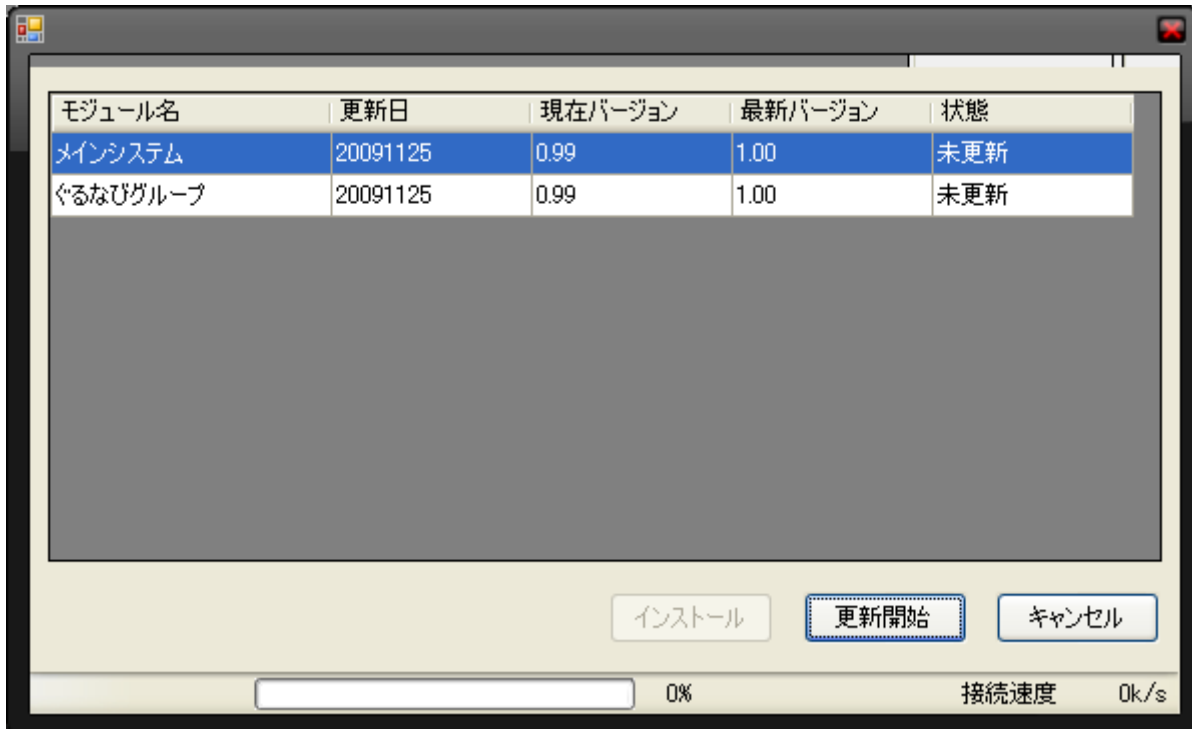 モジュール名 更新日 現在バージョン 最新バージョン 状態
メインシステム 20091125 0.99 1.00 未更新
ぐるなびグループ 20091125 0.99 1.00 未更新
インストール 更新開始 キャンセル
0% 接続速度 0k/s